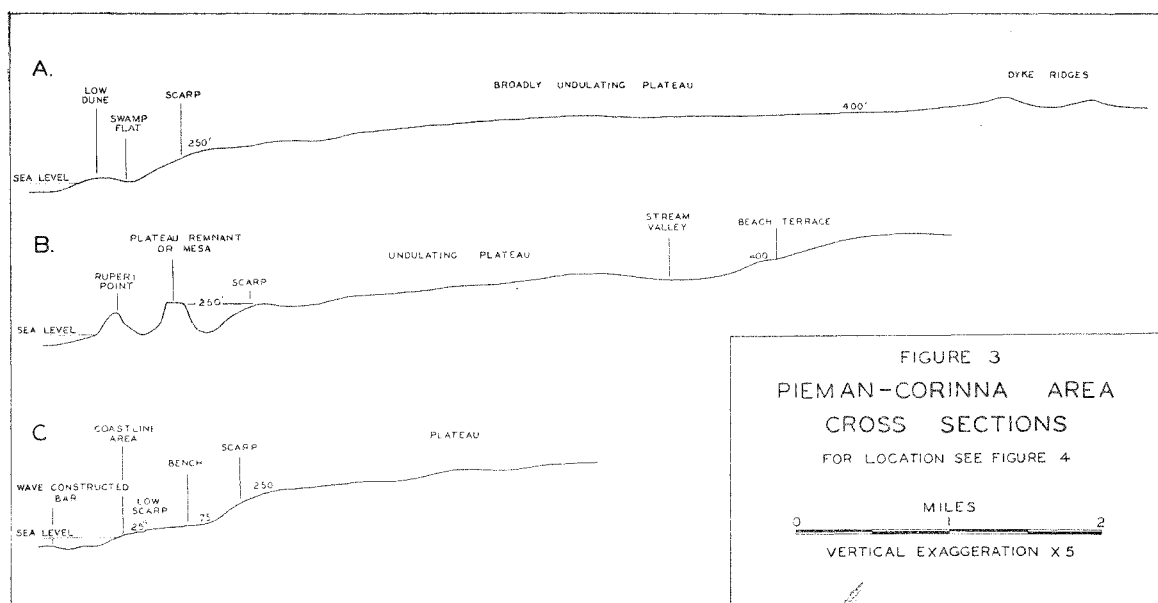 A.
LOW
DUNE
SWAMP
FLAT
SCARP
250'
BROADLY UNDULATING PLATEAU
400'
DYKE RIDGES
SEA LEVEL
B.
RUPERT
POINT
PLATEAU REMNANT
OR MESA
250'
SCARP
UNDULATING PLATEAU
STREAM
VALLEY
400
BEACH TERRACE
SEA LEVEL
C
WAVE CONSTRUCTED
BAR
COASTLINE
AREA
25'
LOW
SCARP
BENCH
75
SCARP
250
PLATEAU
SEA LEVEL
FIGURE 3
PIEMAN-CORINNA AREA
CROSS SECTIONS
FOR LOCATION SEE FIGURE 4
MILES
0 1 2
VERTICAL EXAGGERATION X 5